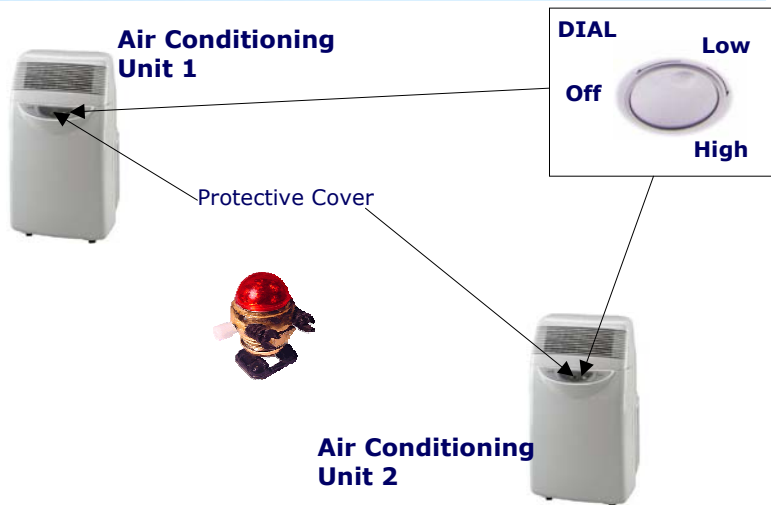 Air Conditioning
Unit 1
DIAL
Low
Off
High
Protective Cover
Air Conditioning
Unit 2